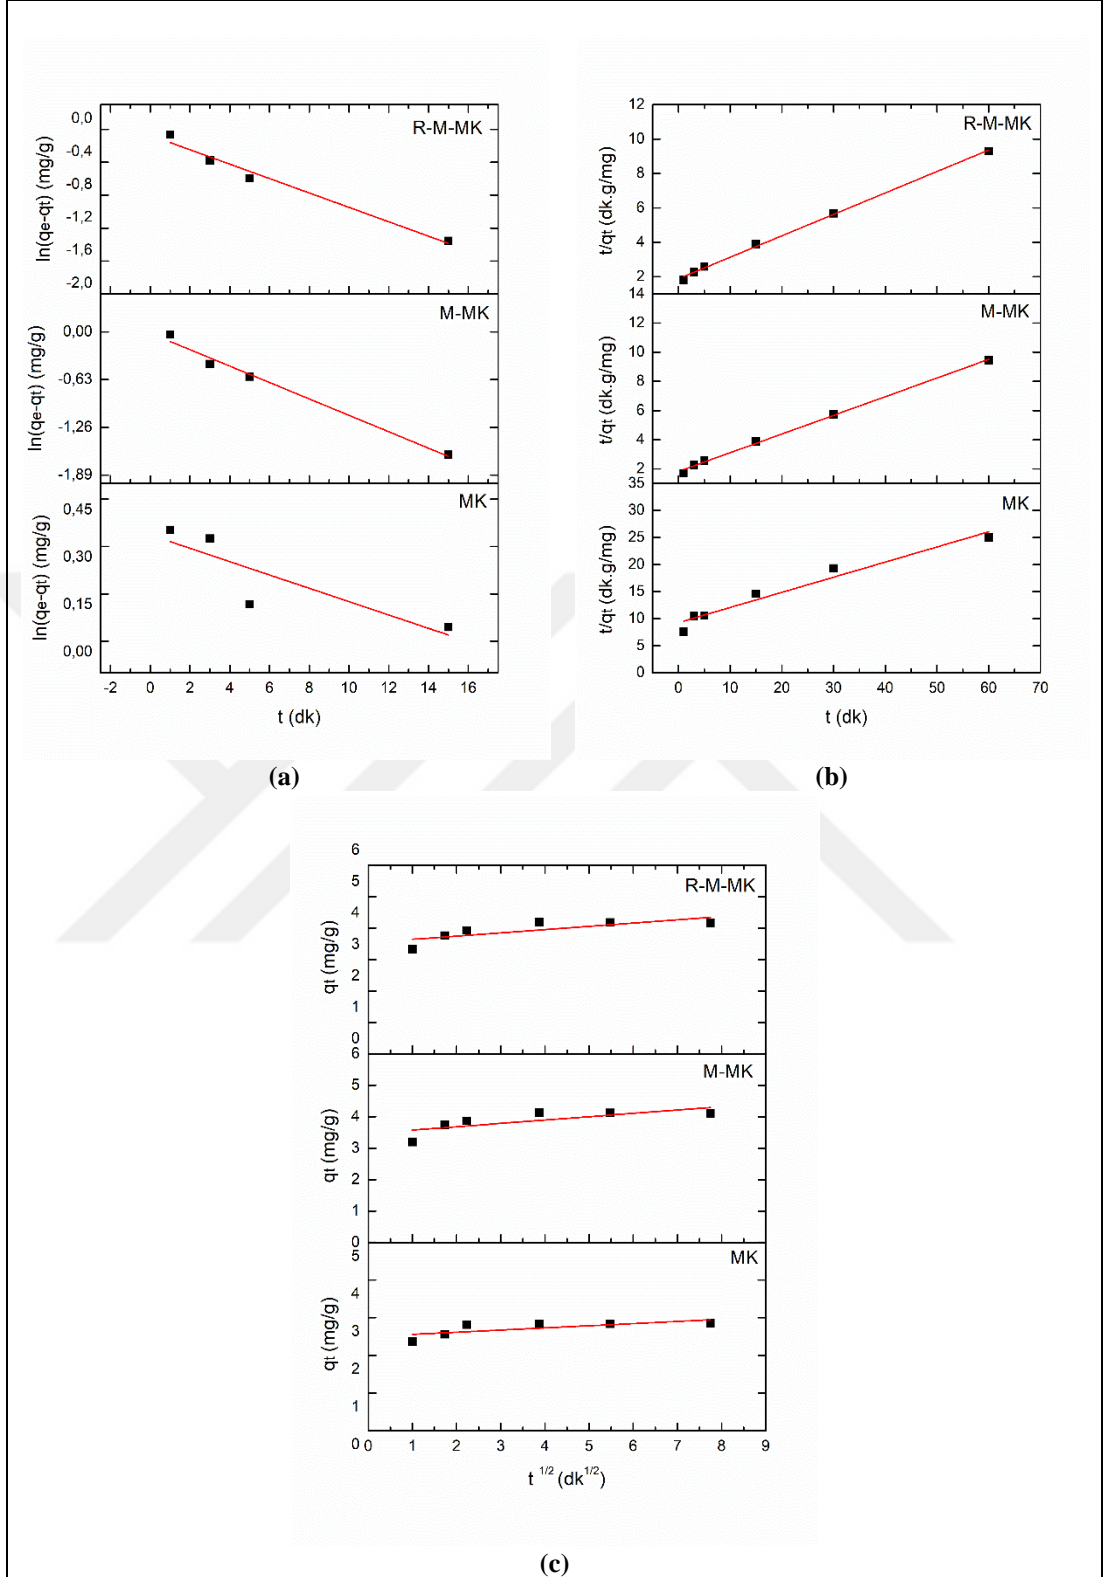 R-M-MK
ln(qe-qt) (mg/g)
0,0
-0,4
-0,8
-1,2
-1,6
-2,0
M-MK
ln(qe-qt) (mg/g)
0,00
-0,63
-1,26
-1,89
MK
ln(qe-qt) (mg/g)
0,45
0,30
0,15
0,00
-2 0 2 4 6 8 10 12 14 16
t (dk)
(a)
R-M-MK
t/qt (dk.g/mg)
12
10
8
6
4
2
M-MK
t/qt (dk.g/mg)
14
12
10
8
6
4
2
MK
t/qt (dk.g/mg)
35
30
25
20
15
10
5
0
0 10 20 30 40 50 60 70
t (dk)
(b)
R-M-MK
qt (mg/g)
6
5
4
3
2
1
0
M-MK
qt (mg/g)
6
5
4
3
2
1
0
MK
qt (mg/g)
5
4
3
2
1
0
0 1 2 3 4 5 6 7 8 9
t 1/2 (dk1/2)
(c)